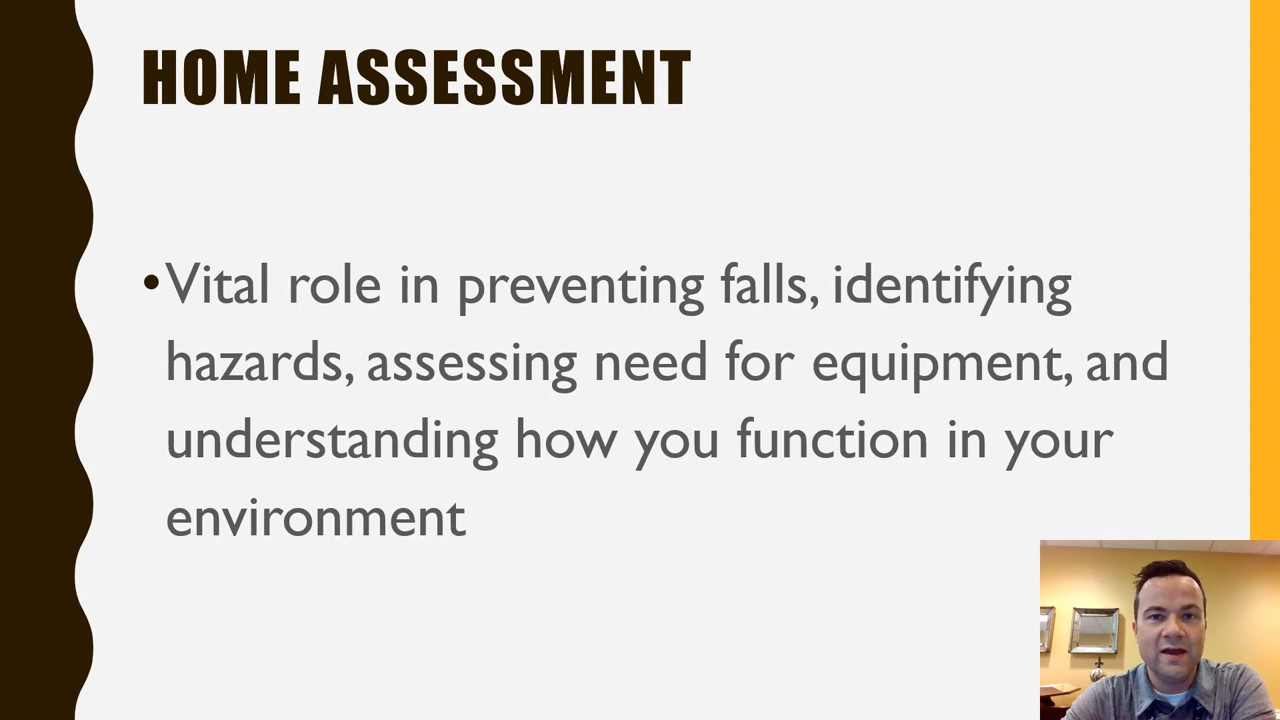 HOME ASSESSMENT
•Vital role in preventing falls, identifying
hazards, assessing need for equipment, and
understanding how you function in your
environment